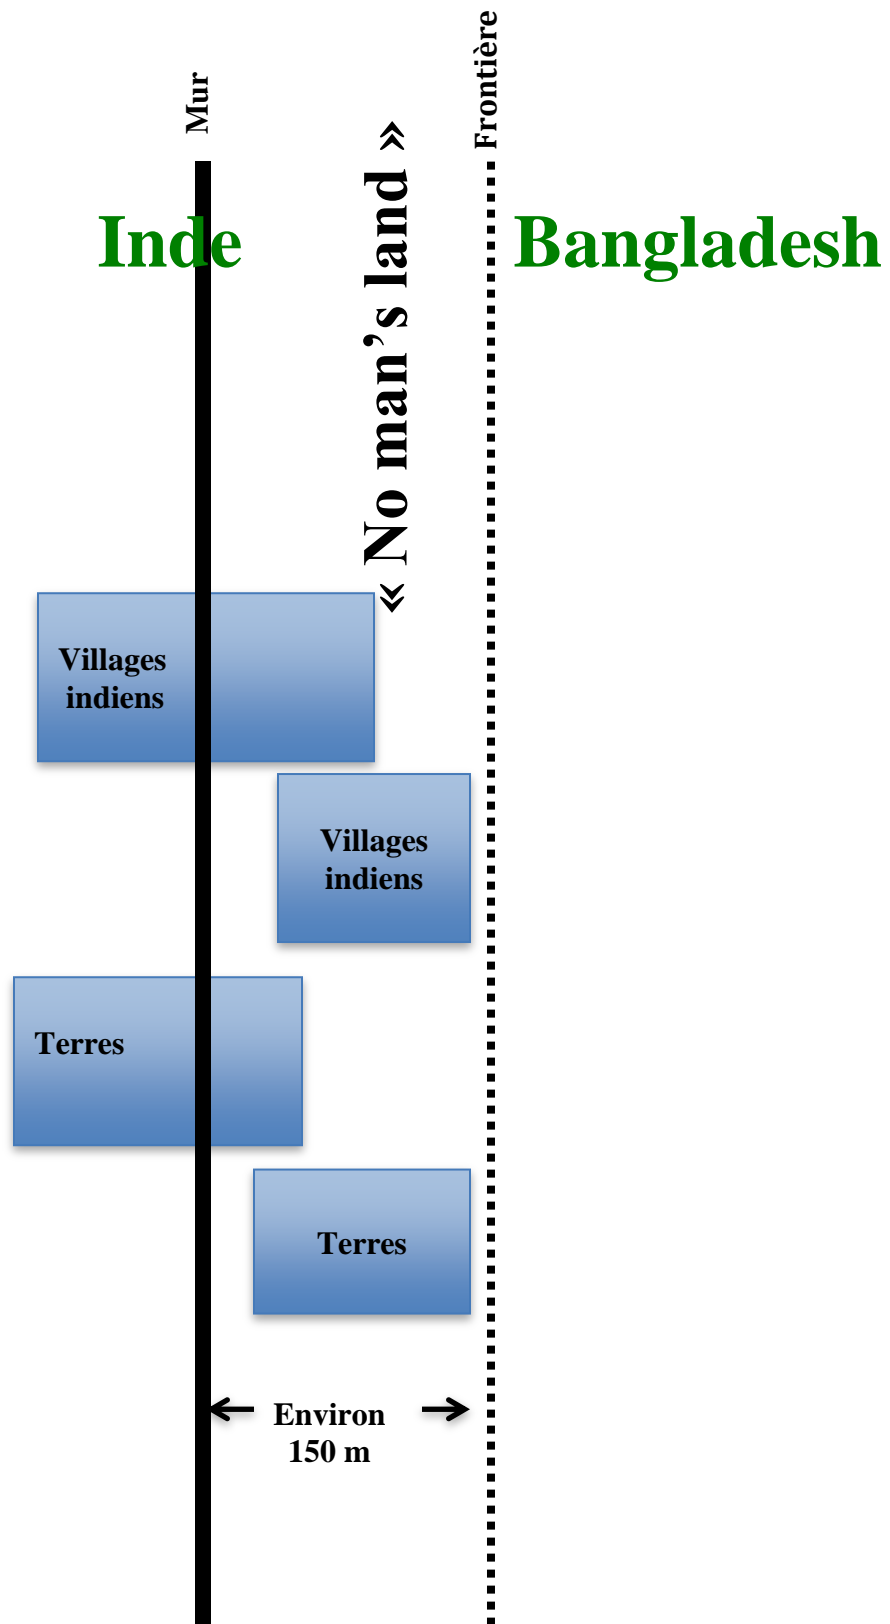 Mur
Frontière
Inde
« No man’s land »
Bangladesh
Villages
indiens
Villages
indiens
Terres
Terres
Environ
150 m